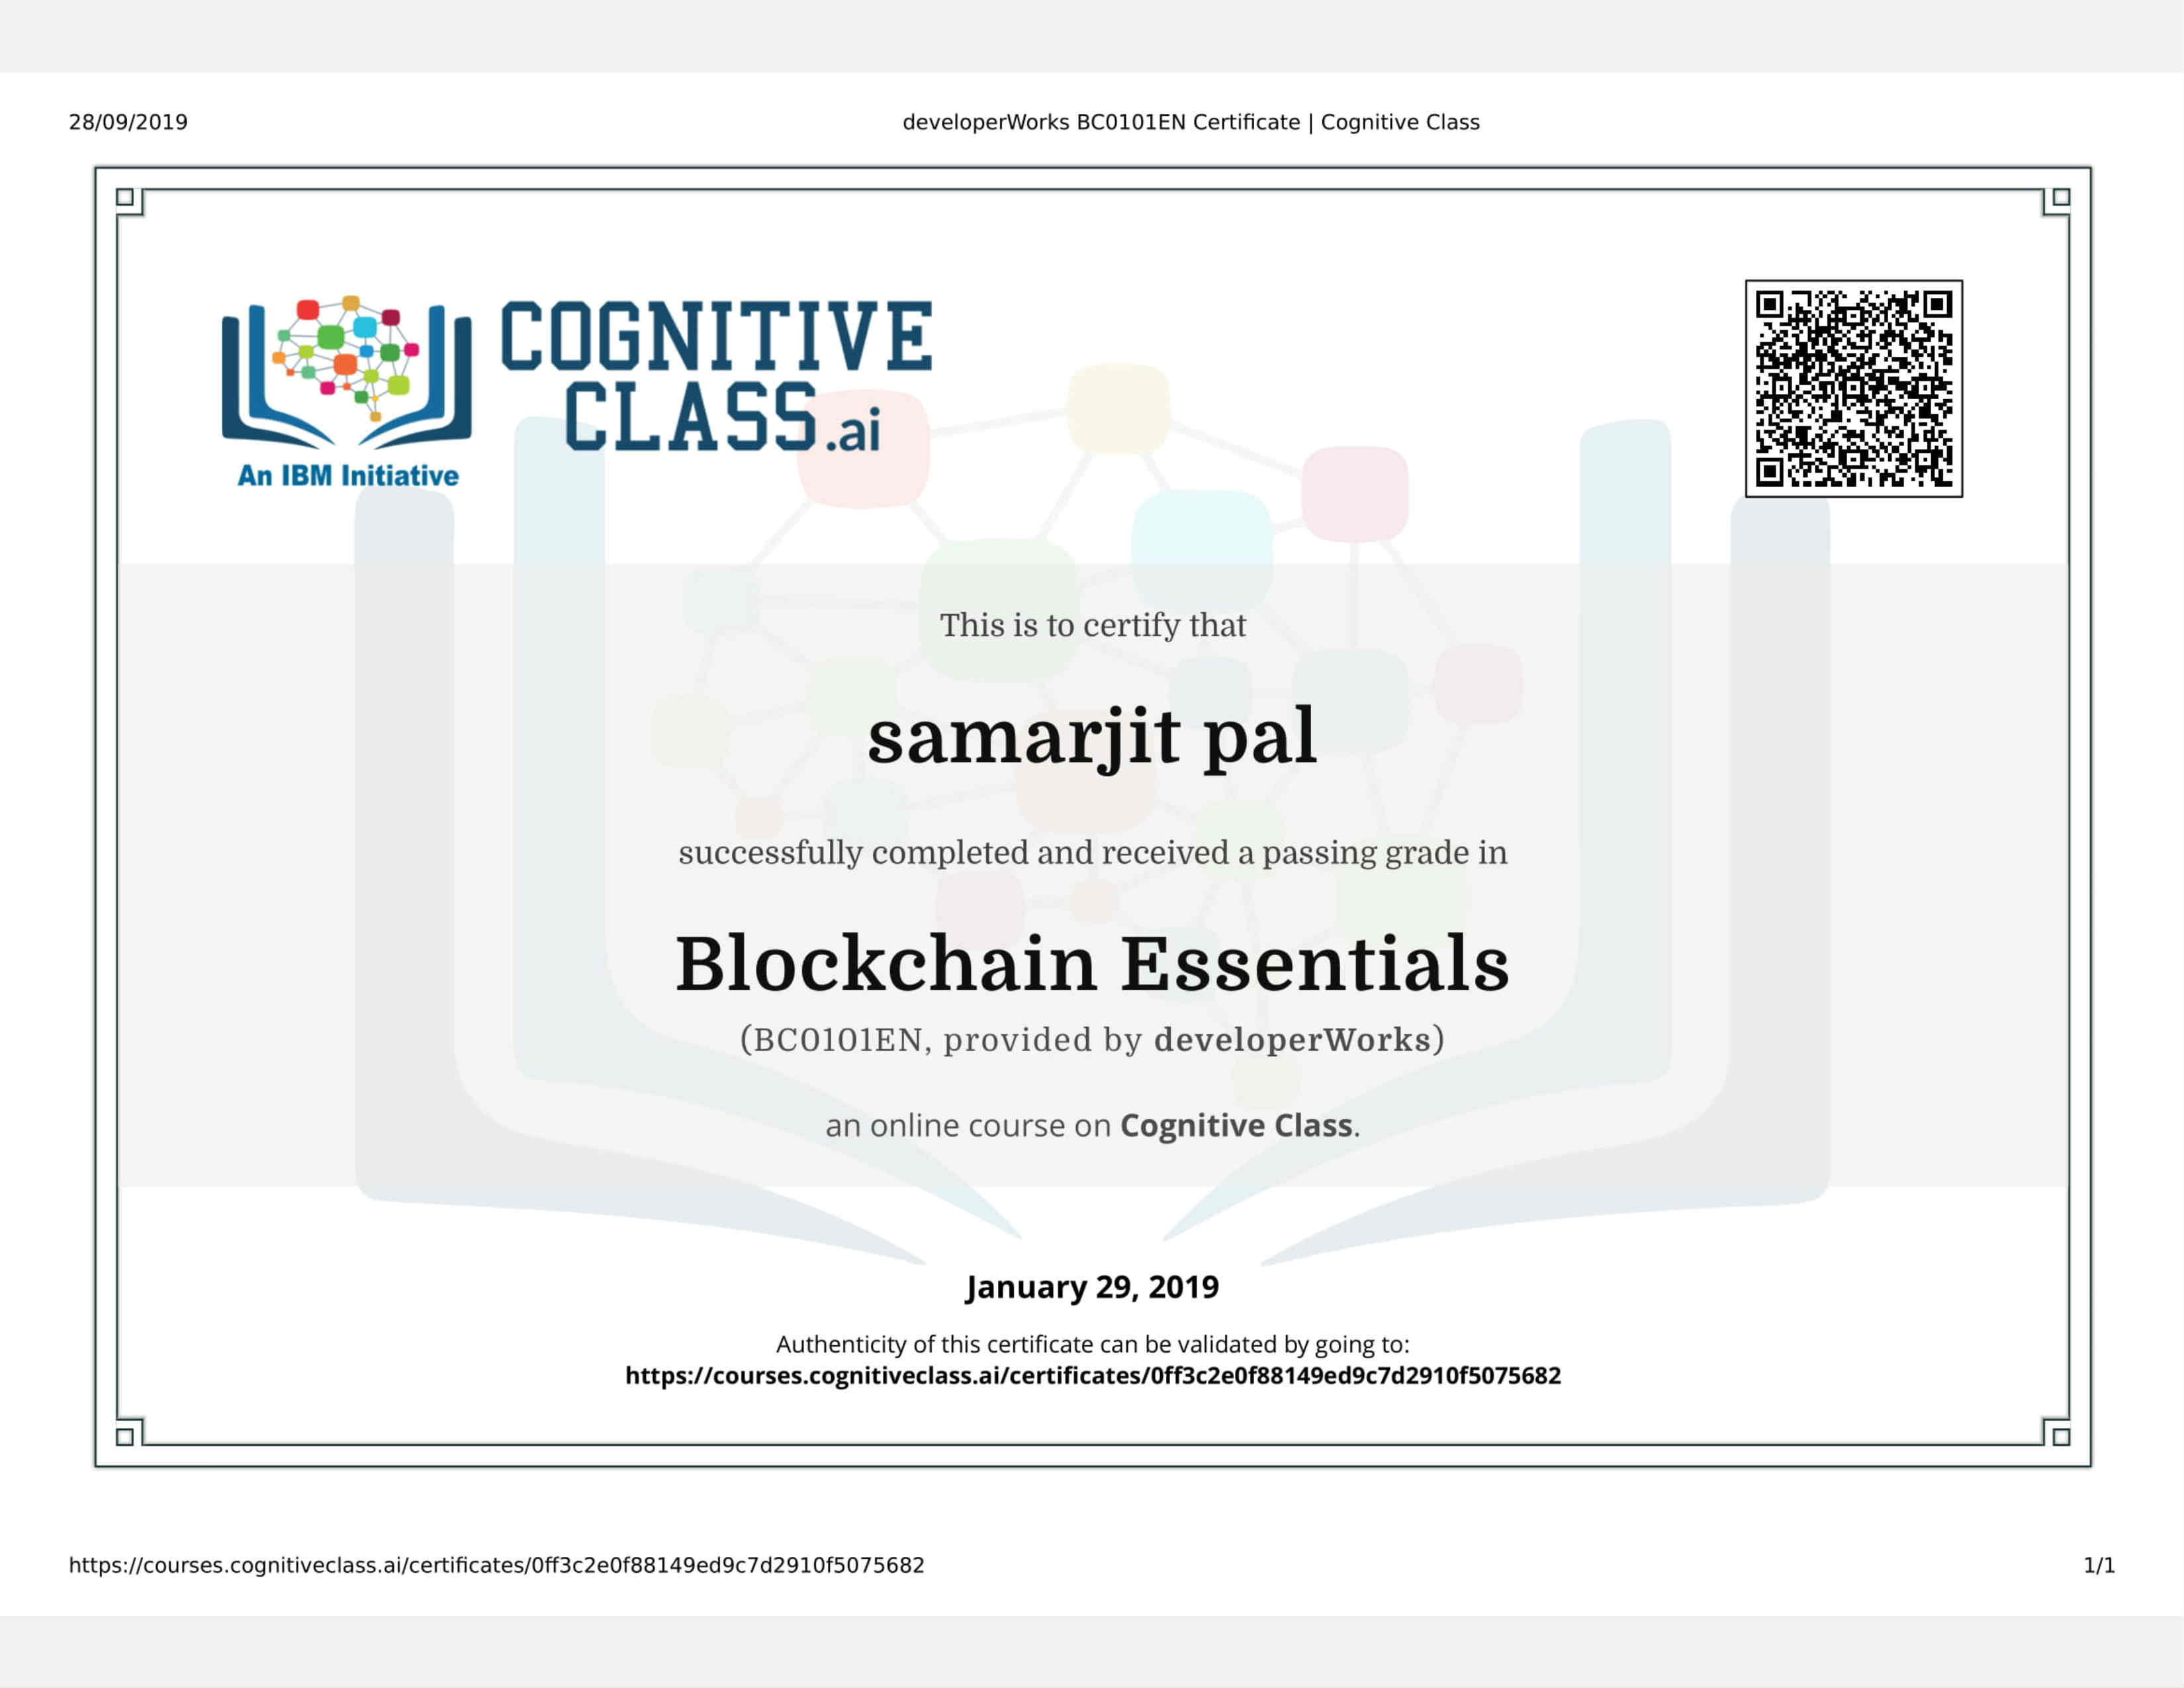 28/09/2019
developerWorks BC0101EN Certificate | Cognitive Class
COGNITIVE
CLASS.ai
An IBM Initiative
This is to certify that
samarjit pal
successfully completed and received a passing grade in
Blockchain Essentials
(BC0101EN, provided by developerWorks)
an online course on Cognitive Class.
January 29, 2019
Authenticity of this certificate can be validated by going to:
https://courses.cognitiveclass.ai/certificates/0ff3c2e0f88149ed9c7d2910f5075682
https://courses.cognitiveclass.ai/certificates/0ff3c2e0f88149ed9c7d2910f5075682
1/1